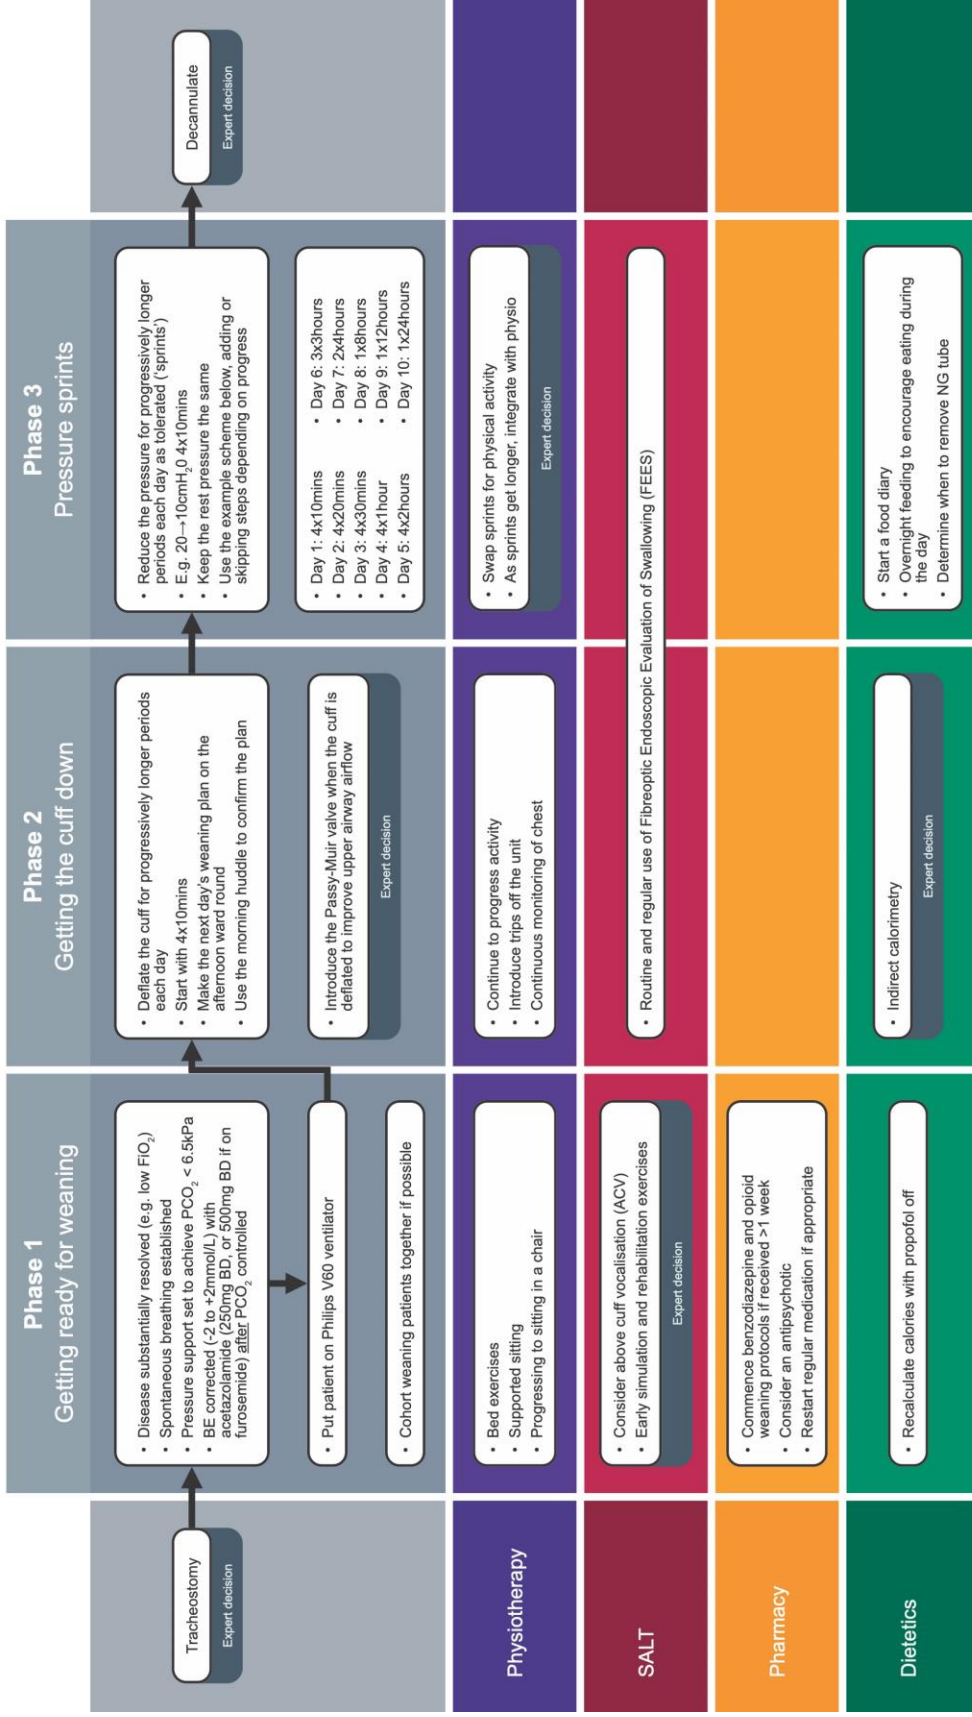 Phase 1
Getting ready for weaning
Phase 2
Getting the cuff down
Phase 3
Pressure sprints
Tracheostomy
Expert decision
• Disease substantially resolved (e.g. low FiO₂)
• Spontaneous breathing established
• Pressure support set to achieve PCO₂ < 6.5kPa
• BE corrected (-2 to +2mmol/L) with
acetazolamide (250mg BD, or 500mg BD if on
furosemide) after PCO₂ controlled
• Put patient on Philips V60 ventilator
• Cohort weaning patients together if possible
• Deflate the cuff for progressively longer periods
each day
• Start with 4x10mins
• Make the next day's weaning plan on the
afternoon ward round
• Use the morning huddle to confirm the plan
• Introduce the Passy-Muir valve when the cuff is
deflated to improve upper airway airflow
Expert decision
• Reduce the pressure for progressively longer
periods each day as tolerated ('sprints')
• E.g. 20→10cmH₂0 4x10mins
• Keep the rest pressure the same
• Use the example scheme below, adding or
skipping steps depending on progress
• Day 1: 4x10mins
• Day 2: 4x20mins
• Day 3: 4x30mins
• Day 4: 4x1hour
• Day 5: 4x2hours
• Day 6: 3x3hours
• Day 7: 2x4hours
• Day 8: 1x8hours
• Day 9: 1x12hours
• Day 10: 1x24hours
Decannulate
Expert decision
Physiotherapy
• Bed exercises
• Supported sitting
• Progressing to sitting in a chair
• Continue to progress activity
• Introduce trips off the unit
• Continuous monitoring of chest
• Swap sprints for physical activity
• As sprints get longer, integrate with physio
Expert decision
SALT
• Consider above cuff vocalisation (ACV)
• Early simulation and rehabilitation exercises
Expert decision
• Routine and regular use of Fibreoptic Endoscopic Evaluation of Swallowing (FEES)
Pharmacy
• Commence benzodiazepine and opioid
weaning protocols if received >1 week
• Consider an antipsychotic
• Restart regular medication if appropriate
Dietetics
• Recalculate calories with propofol off
• Indirect calorimetry
Expert decision
• Start a food diary
• Overnight feeding to encourage eating during
the day
• Determine when to remove NG tube